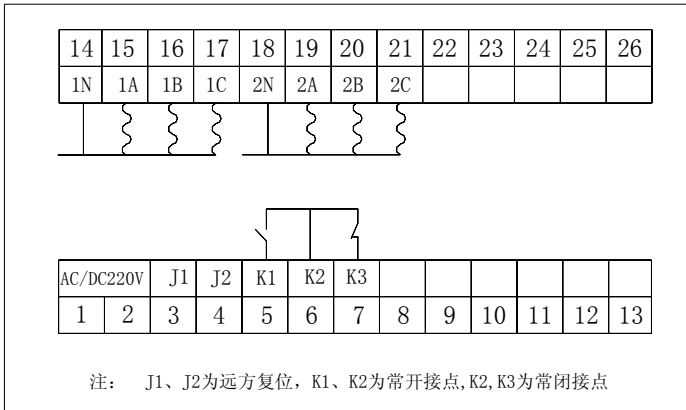 14 15 16 17 18 19 20 21 22 23 24 25 26
1N 1A 1B 1C 2N 2A 2B 2C
AC/DC220V J1 J2 K1 K2 K3
1 2 3 4 5 6 7 8 9 10 11 12 13
注： J1、J2为远方复位，K1、K2为常开接点,K2,K3为常闭接点